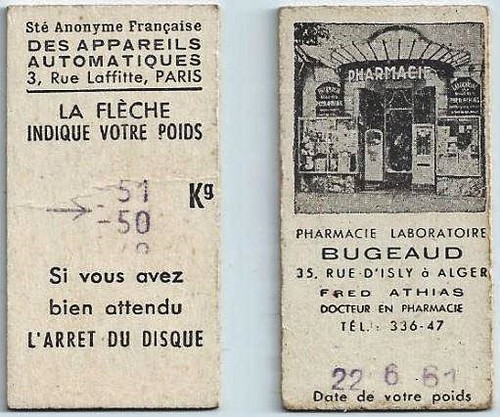 Sté Anonyme Française
DES APPAREILS
AUTOMATIQUES
3, Rue Laffitte, PARIS
LA FLÈCHE
INDIQUE VOTRE POIDS
51
-50
Kg
Si vous avez
bien attendu
L'ARRET DU DISQUE
PHARMACIE
PHARMACIE LABORATOIRE
BUGEAUD
35, RUE D'ISLY à ALGER
FRED ATHIAS
DOCTEUR EN PHARMACIE
TÉL.: 336-47
22 6 61
Date de votre poids